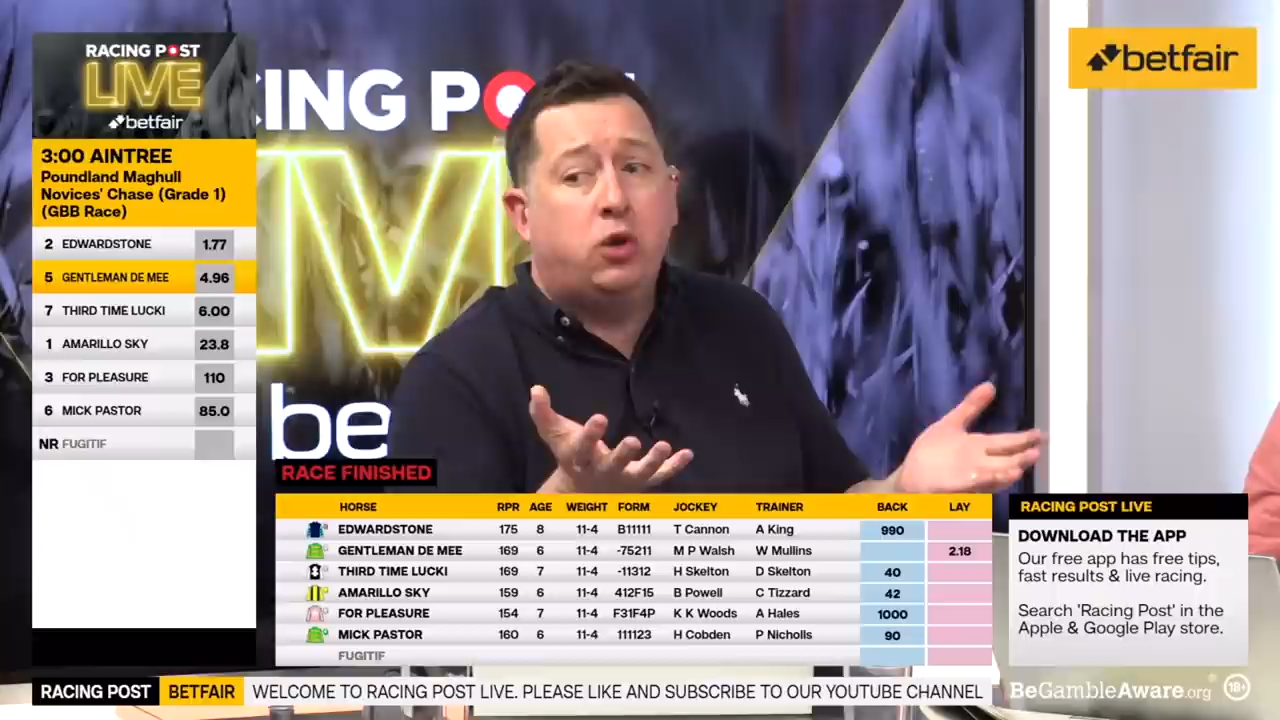 RACING POST
LIVE
betfair
3:00 AINTREE
Poundland Maghull
Novices' Chase (Grade 1)
(GBB Race)
2 EDWARDSTONE 1.77
5 GENTLEMAN DE MEE 4.96
7 THIRD TIME LUCKI 6.00
1 AMARILLO SKY 23.8
3 FOR PLEASURE 110
6 MICK PASTOR 85.0
NR FUGITIF
CING PO
be
betfair
RACE FINISHED
HORSE RPR AGE WEIGHT FORM JOCKEY TRAINER BACK LAY
EDWARDSTONE 175 8 11-4 B11111 T Cannon A King 990
GENTLEMAN DE MEE 169 6 11-4 -75211 M P Walsh W Mullins 2.18
THIRD TIME LUCKI 169 7 11-4 -11312 H Skelton D Skelton 40
AMARILLO SKY 159 6 11-4 412F15 B Powell C Tizzard 42
FOR PLEASURE 154 7 11-4 F31F4P K K Woods A Hales 1000
MICK PASTOR 160 6 11-4 111123 H Cobden P Nicholls 90
FUGITIF
RACING POST LIVE
DOWNLOAD THE APP
Our free app has free tips,
fast results & live racing.
Search 'Racing Post' in the
Apple & Google Play store.
RACING POST BETFAIR WELCOME TO RACING POST LIVE. PLEASE LIKE AND SUBSCRIBE TO OUR YOUTUBE CHANNEL
BeGambleAware.org 18+